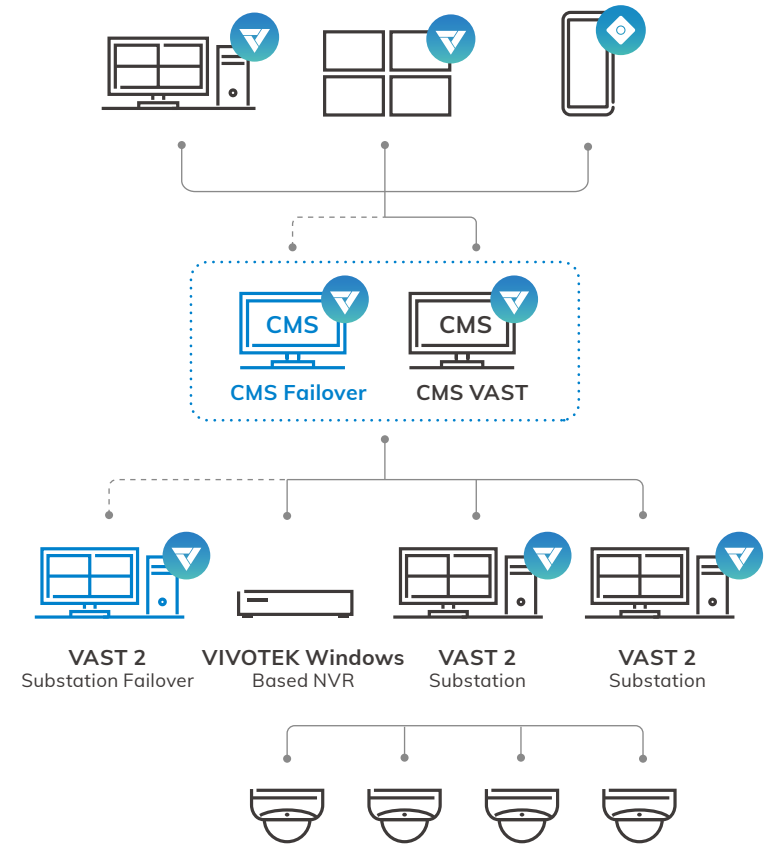 CMS
CMS
CMS Failover
CMS VAST
VAST 2
Substation Failover
VIVOTEK Windows
Based NVR
VAST 2
Substation
VAST 2
Substation